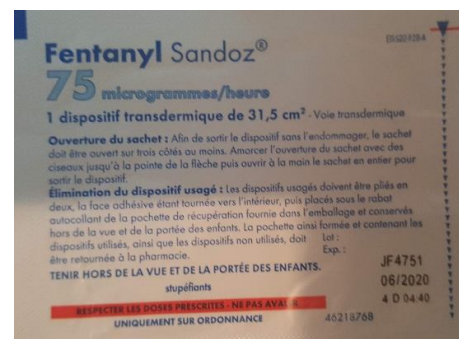 Fentanyl Sandoz®
75 microgrammes/heure
1 dispositif transdermique de 31,5 cm² - Voie transdermique
Ouverture du sachet : Afin de sortir le dispositif sans l'endommager, le sachet
doit être ouvert sur trois côtés au moins. Amorcer l'ouverture du sachet avec des
ciseaux jusqu'à la pointe de la flèche puis ouvrir à la main le sachet en entier pour
sortir le dispositif.
Élimination du dispositif usagé : Les dispositifs usagés doivent être pliés en
deux, la face adhésive étant tournée vers l'intérieur, puis placés sous le rabat
autocollant de la pochette de récupération fournie dans l'emballage et conservés
hors de la vue et de la portée des enfants. La pochette ainsi formée et contenant les
dispositifs utilisés, ainsi que les dispositifs non utilisés, doit
être retournée à la pharmacie.
Lot :
Exp. :
JF4751
06/2020
4 D 04:40
TENIR HORS DE LA VUE ET DE LA PORTÉE DES ENFANTS.
stupéfiants
RESPECTER LES DOSES PRESCRITES - NE PAS
UNIQUEMENT SUR ORDONNANCE
46218768